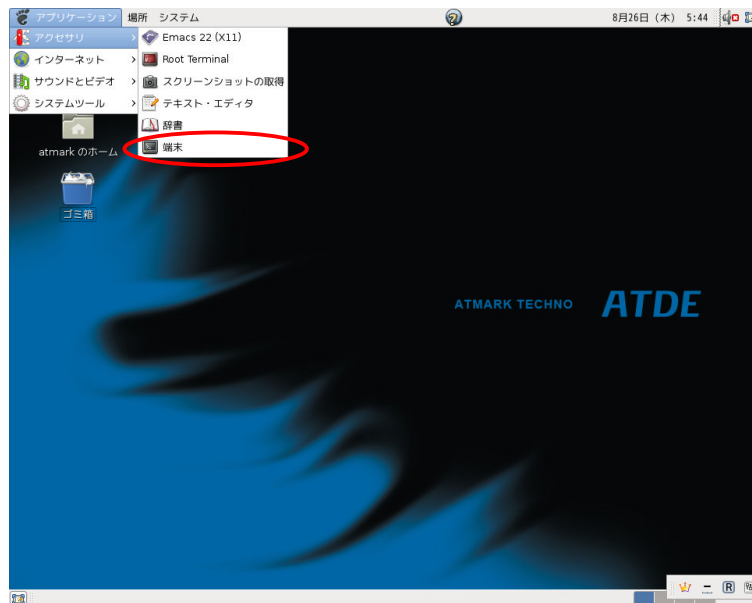 アプリケーション 場所 システム
8月26日 (木) 5:44
アクセサリ
インターネット
サウンドとビデオ
システムツール
Emacs 22 (X11)
Root Terminal
スクリーンショットの取得
テキスト・エディタ
辞書
端末
atmark のホーム
ゴミ箱
ATMARK TECHNO ATDE
R